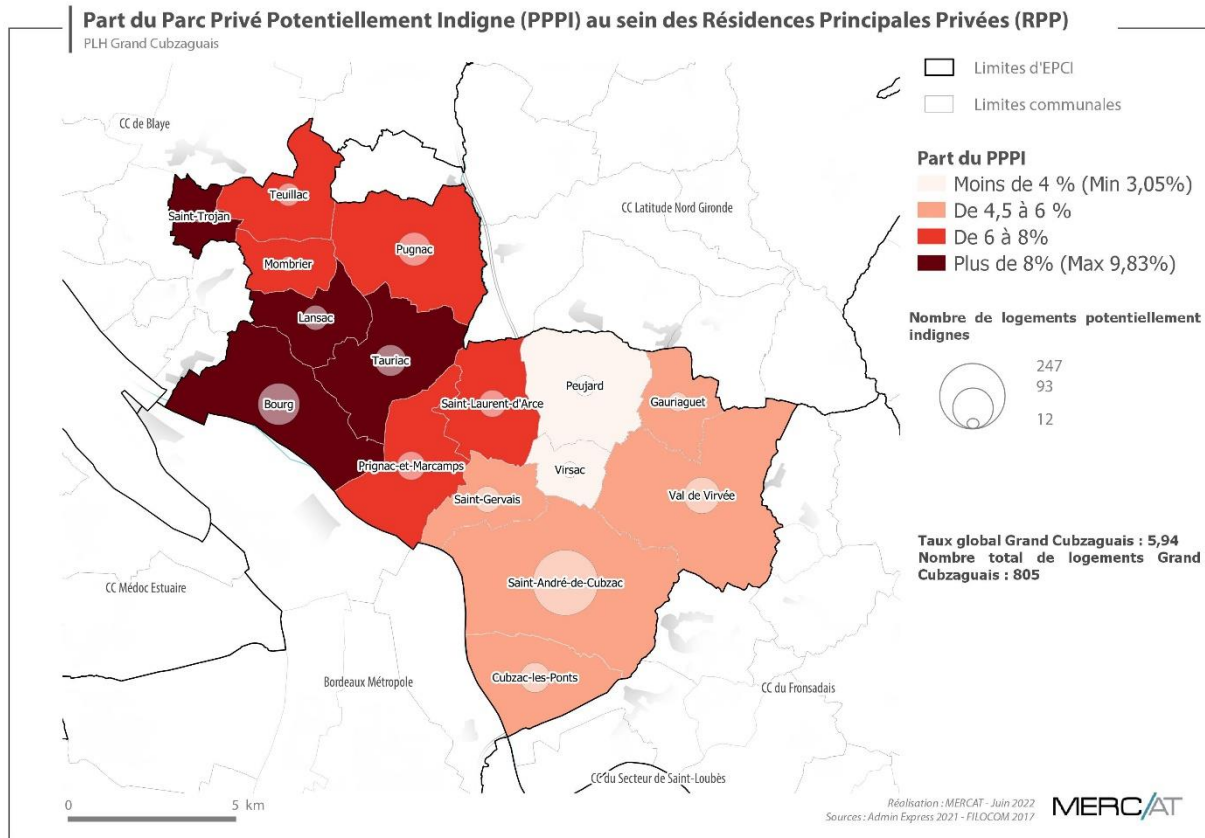 Part du Parc Privé Potentiellement Indigne (PPPI) au sein des Résidences Principales Privées (RPP)
PLH Grand Cubzaguais
Limites d'EPCI
Limites communales
Part du PPPI
Moins de 4 % (Min 3,05%)
De 4,5 à 6 %
De 6 à 8%
Plus de 8% (Max 9,83%)
Nombre de logements potentiellement
indignes
247
93
12
Taux global Grand Cubzaguais : 5,94
Nombre total de logements Grand
Cubzaguais : 805
CC de Blaye
CC Latitude Nord Gironde
Teuillac
Saint-Trojan
Pugnac
Mombrier
Lansac
Tauriac
Peujard
Bourg
Saint-Laurent-d'Arce
Gauriaguet
Prignac-et-Marcamps
Virsac
Saint-Gervais
Val de Virvée
Saint-André-de-Cubzac
CC Médoc Estuaire
Cubzac-les-Ponts
Bordeaux Métropole
CC du Fronsadais
CC du Secteur de Saint-Loubès
0 5 km
Réalisation : MERCAT - Juin 2022
Sources : Admin Express 2021 - FILOCOM 2017
MERC/AT